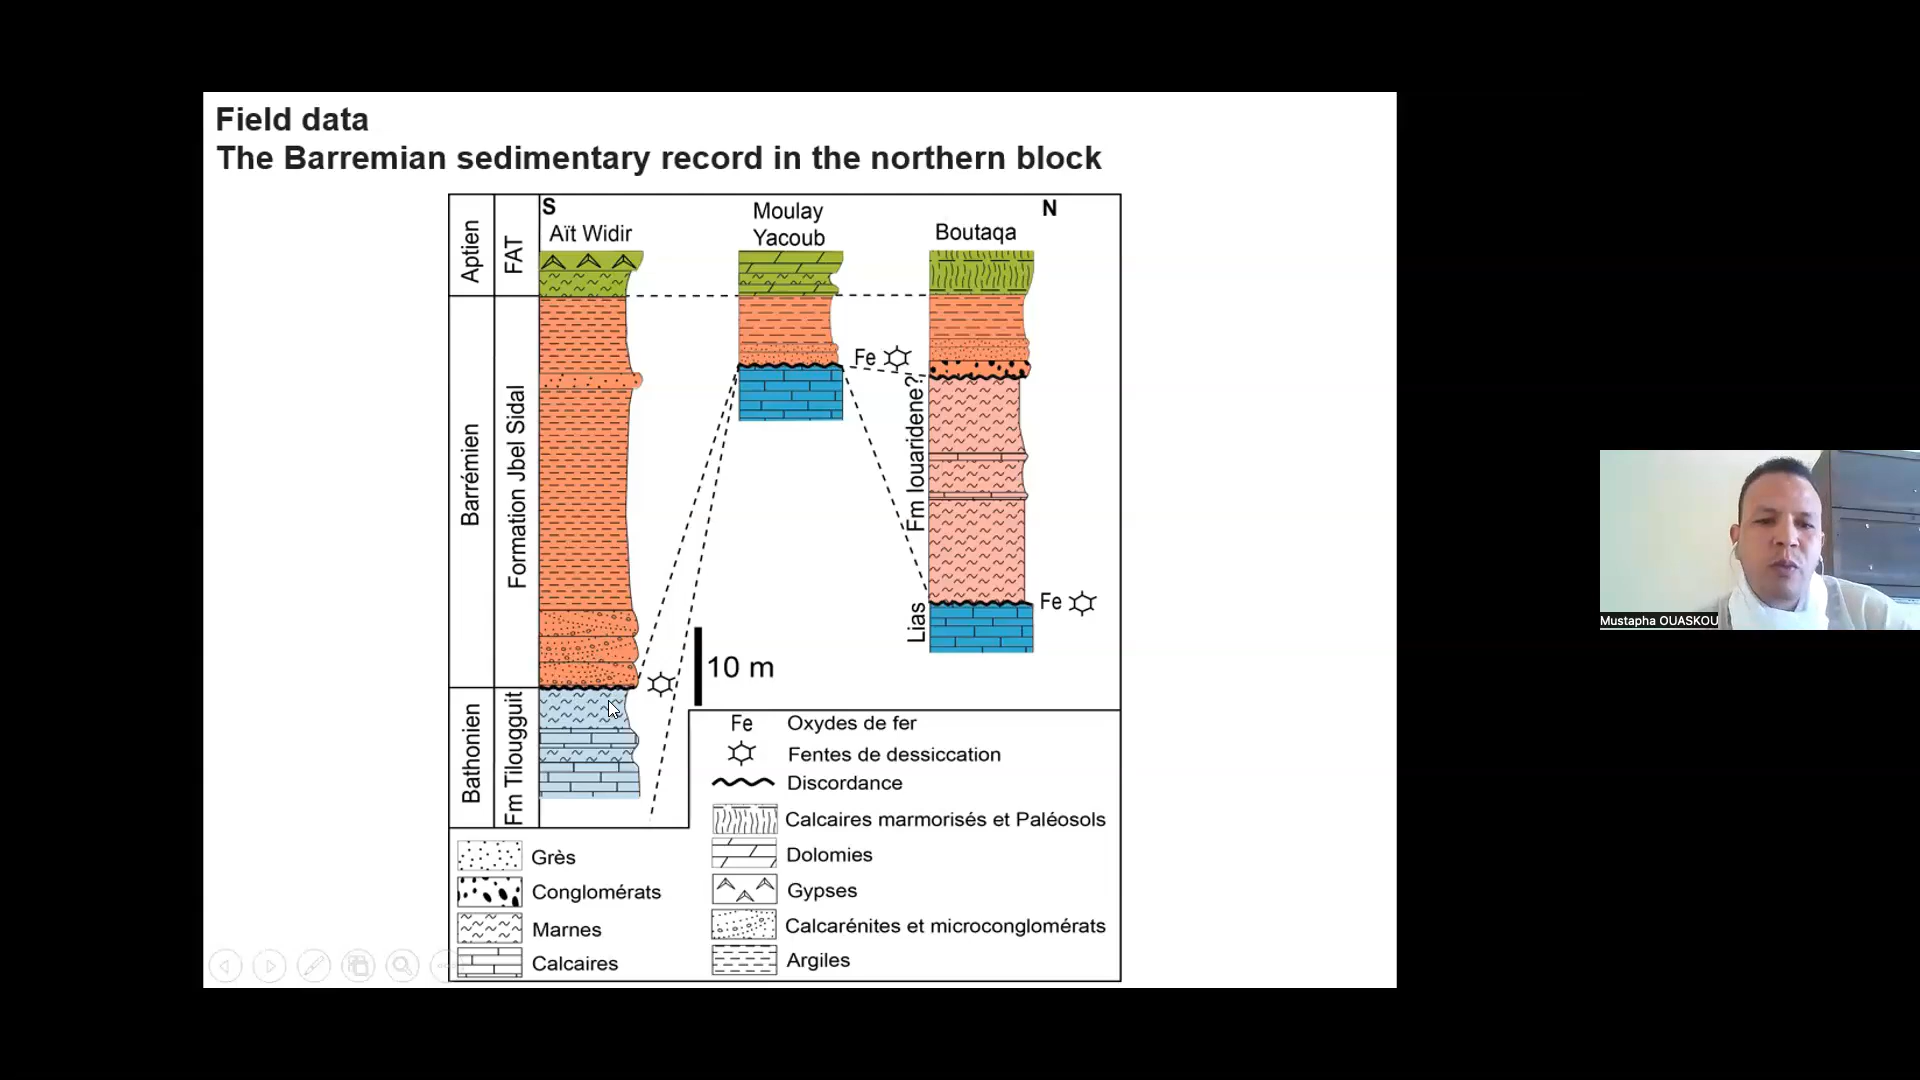 Field data
The Barremian sedimentary record in the northern block
S
N
Aït Widir
Moulay
Yacoub
Boutaqa
Aptien
FAT
Barrémien
Formation Jbel Sidal
Bathonien
Fm Tilougguit
Fe
Fm Iouaridene?
Lias
Fe
10 m
Fe
Oxydes de fer
Fentes de dessiccation
Discordance
Calcaires marmorisés et Paléosols
Dolomies
Gypses
Calcarénites et microconglomérats
Argiles
Grès
Conglomérats
Marnes
Calcaires
Mustapha OUASKOU